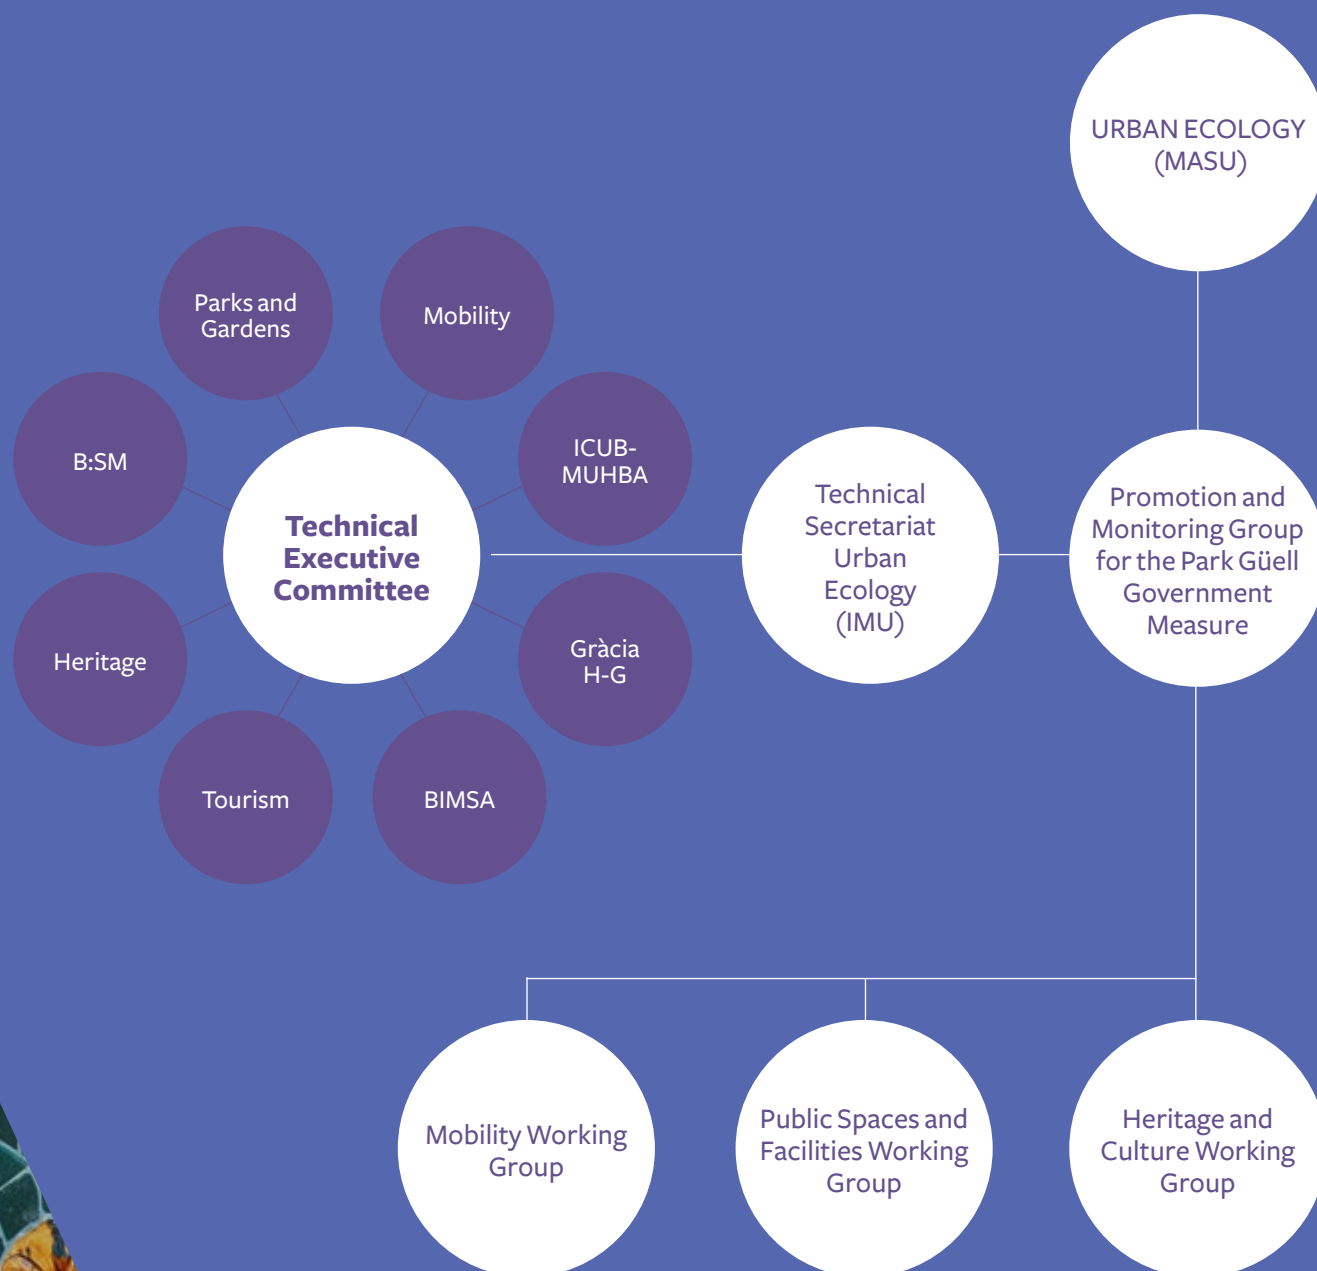 URBAN ECOLOGY
(MASU)
Parks and
Gardens
Mobility
B:SM
ICUB-
MUHBA
Technical
Executive
Committee
Technical
Secretariat
Urban
Ecology
(IMU)
Promotion and
Monitoring Group
for the Park Güell
Government
Measure
Heritage
Gràcia
H-G
Tourism
BIMSA
Mobility Working
Group
Public Spaces and
Facilities Working
Group
Heritage and
Culture Working
Group